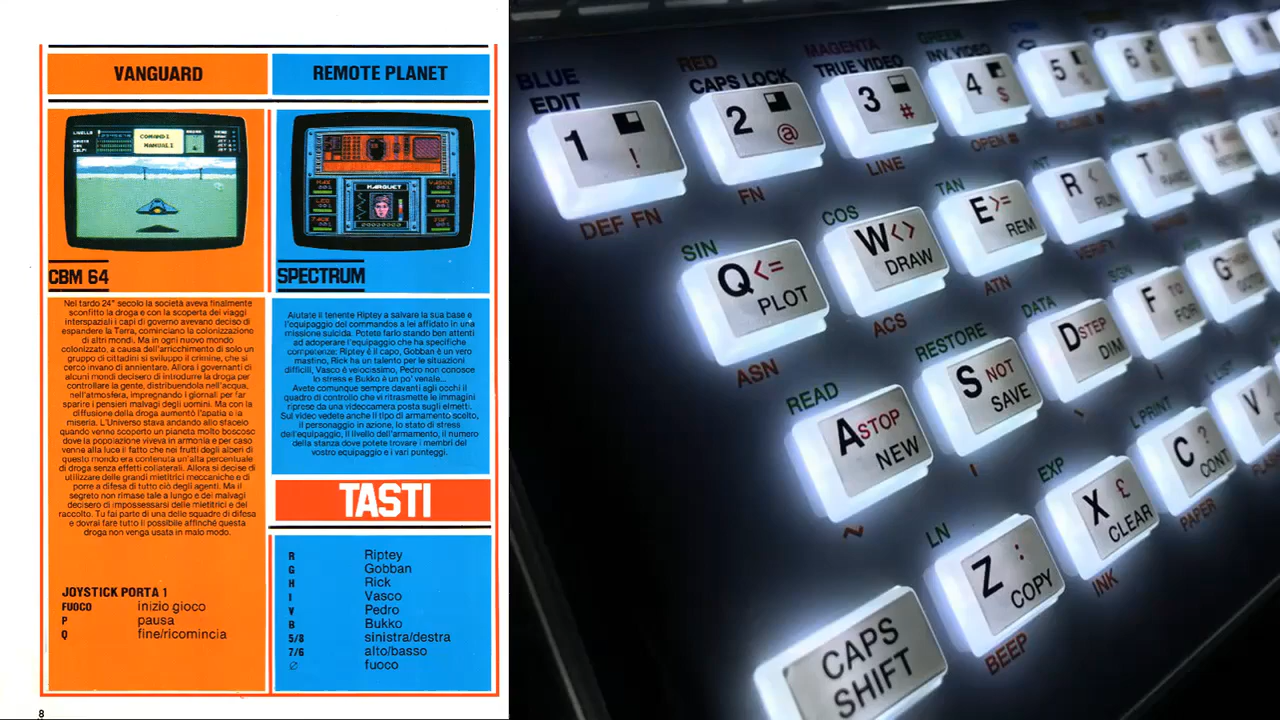 VANGUARD
COMANDI
MANUALI
CBM 64
Nel tardo 24° secolo la società aveva finalmente
sconfitto la droga e con la scoperta dei viaggi
interspaziali i capi di governo avevano deciso di
espandere la Terra, cominciano la colonizzazione
di altri mondi. Ma in ogni nuovo mondo
colonizzato, a causa dell'arricchimento di solo un
gruppo di cittadini si sviluppo il crimine, che si
cercò invano di annientare. Allora i governanti di
alcuni mondi decisero di introdurre la droga per
controllare la gente, distribuendola nell'acqua,
nell'atmosfera, impregnando i giornali per far
sparire i pensieri malvagi degli uomini. Ma con la
diffusione della droga aumentò l'apatia e la
miseria. L'Universo stava andando allo sfacelo
quando venne scoperto un pianeta molto boscoso
dove la popolazione viveva in armonia e per caso
venne alla luce il fatto che nei frutti degli alberi di
questo mondo era contenuta un'alta percentuale
di droga senza effetti collaterali. Allora si decise di
utilizzare delle grandi mietitrici meccaniche e di
porre a difesa di tutto ciò degli agenti. Ma il
segreto non rimase tale a lungo e dei malvagi
decisero di impossessarsi delle mietitrici e del
raccolto. Tu fai parte di una delle squadre di difesa
e dovrai fare tutto il possibile affinché questa
droga non venga usata in malo modo.
JOYSTICK PORTA 1
FUOCO inizio gioco
P pausa
Q fine/ricomincia
8
REMOTE PLANET
MARQUET
SPECTRUM
Aiutate il tenente Riptey a salvare la sua base e
l'equipaggio del commandos a lei affidato in una
missione suicida. Potete farlo stando ben attenti
ad adoperare l'equipaggio che ha specifiche
competenze: Riptey è il capo, Gobban è un vero
mastino, Rick ha un talento per le situazioni
difficili, Vasco è velocissimo, Pedro non conosce
lo stress e Bukko è un po' venale...
Avete comunque sempre davanti agli occhi il
quadro di controllo che vi ritrasmette le immagini
riprese da una videocamera posta sugli elmetti.
Sul video vedete anche il tipo di armamento scelto,
il personaggio in azione, lo stato di stress
dell'equipaggio, il livello dell'armamento, il numero
della stanza dove potete trovare i membri del
vostro equipaggio e i vari punteggi.
TASTI
R Riptey
G Gobban
H Rick
I Vasco
V Pedro
B Bukko
5/8 sinistra/destra
7/6 alto/basso
∅ fuoco
BLUE RED MAGENTA GREEN
EDIT CAPS LOCK TRUE VIDEO INV. VIDEO
1 ! 2 @ 3 # 4 $ 5 6
DEF FN FN LINE OPEN # CLOSE #
SIN COS TAN
Q <= PLOT W <> DRAW E >= REM R < RUN T >
ASN ACS ATN VERIFY
READ RESTORE DATA SGN
A STOP NEW S NOT SAVE D STEP DIM F TO FOR G
~ | \
LN EXP L PRINT L LIST
CAPS SHIFT Z : COPY X £ CLEAR C ? CONT V
BEEP INK PAPER